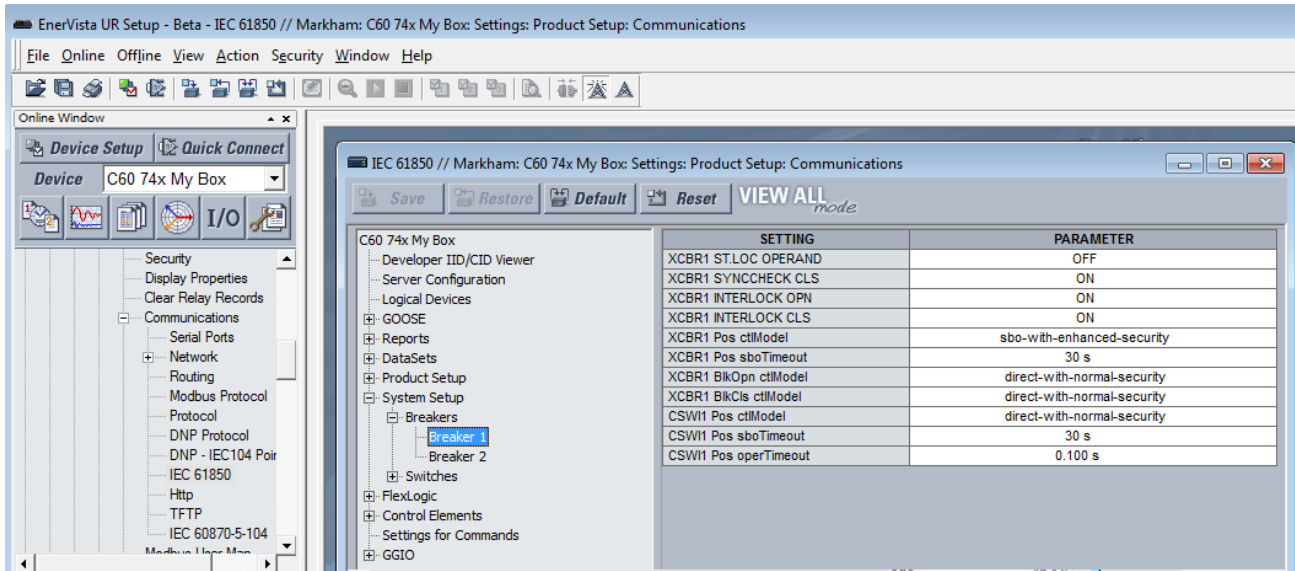 EnerVista UR Setup - Beta - IEC 61850 // Markham: C60 74x My Box: Settings: Product Setup: Communications
File Online Offline View Action Security Window Help
Online Window
Device Setup Quick Connect
Device C60 74x My Box
I/O
Security
Display Properties
Clear Relay Records
Communications
Serial Ports
Network
Routing
Modbus Protocol
Protocol
DNP Protocol
DNP - IEC104 Poir
IEC 61850
Http
TFTP
IEC 60870-5-104
Modbus User Map
IEC 61850 // Markham: C60 74x My Box: Settings: Product Setup: Communications
Save Restore Default Reset VIEW ALL mode
C60 74x My Box
Developer IID/CID Viewer
Server Configuration
Logical Devices
GOOSE
Reports
DataSets
Product Setup
System Setup
Breakers
Breaker 1
Breaker 2
Switches
FlexLogic
Control Elements
Settings for Commands
GGIO
SETTING PARAMETER
XCBR1 ST.LOC OPERAND OFF
XCBR1 SYNCCHECK CLS ON
XCBR1 INTERLOCK OPN ON
XCBR1 INTERLOCK CLS ON
XCBR1 Pos ctlModel sbo-with-enhanced-security
XCBR1 Pos sboTimeout 30 s
XCBR1 BlkOpn ctlModel direct-with-normal-security
XCBR1 BlkCls ctlModel direct-with-normal-security
CSWI1 Pos ctlModel direct-with-normal-security
CSWI1 Pos sboTimeout 30 s
CSWI1 Pos operTimeout 0.100 s